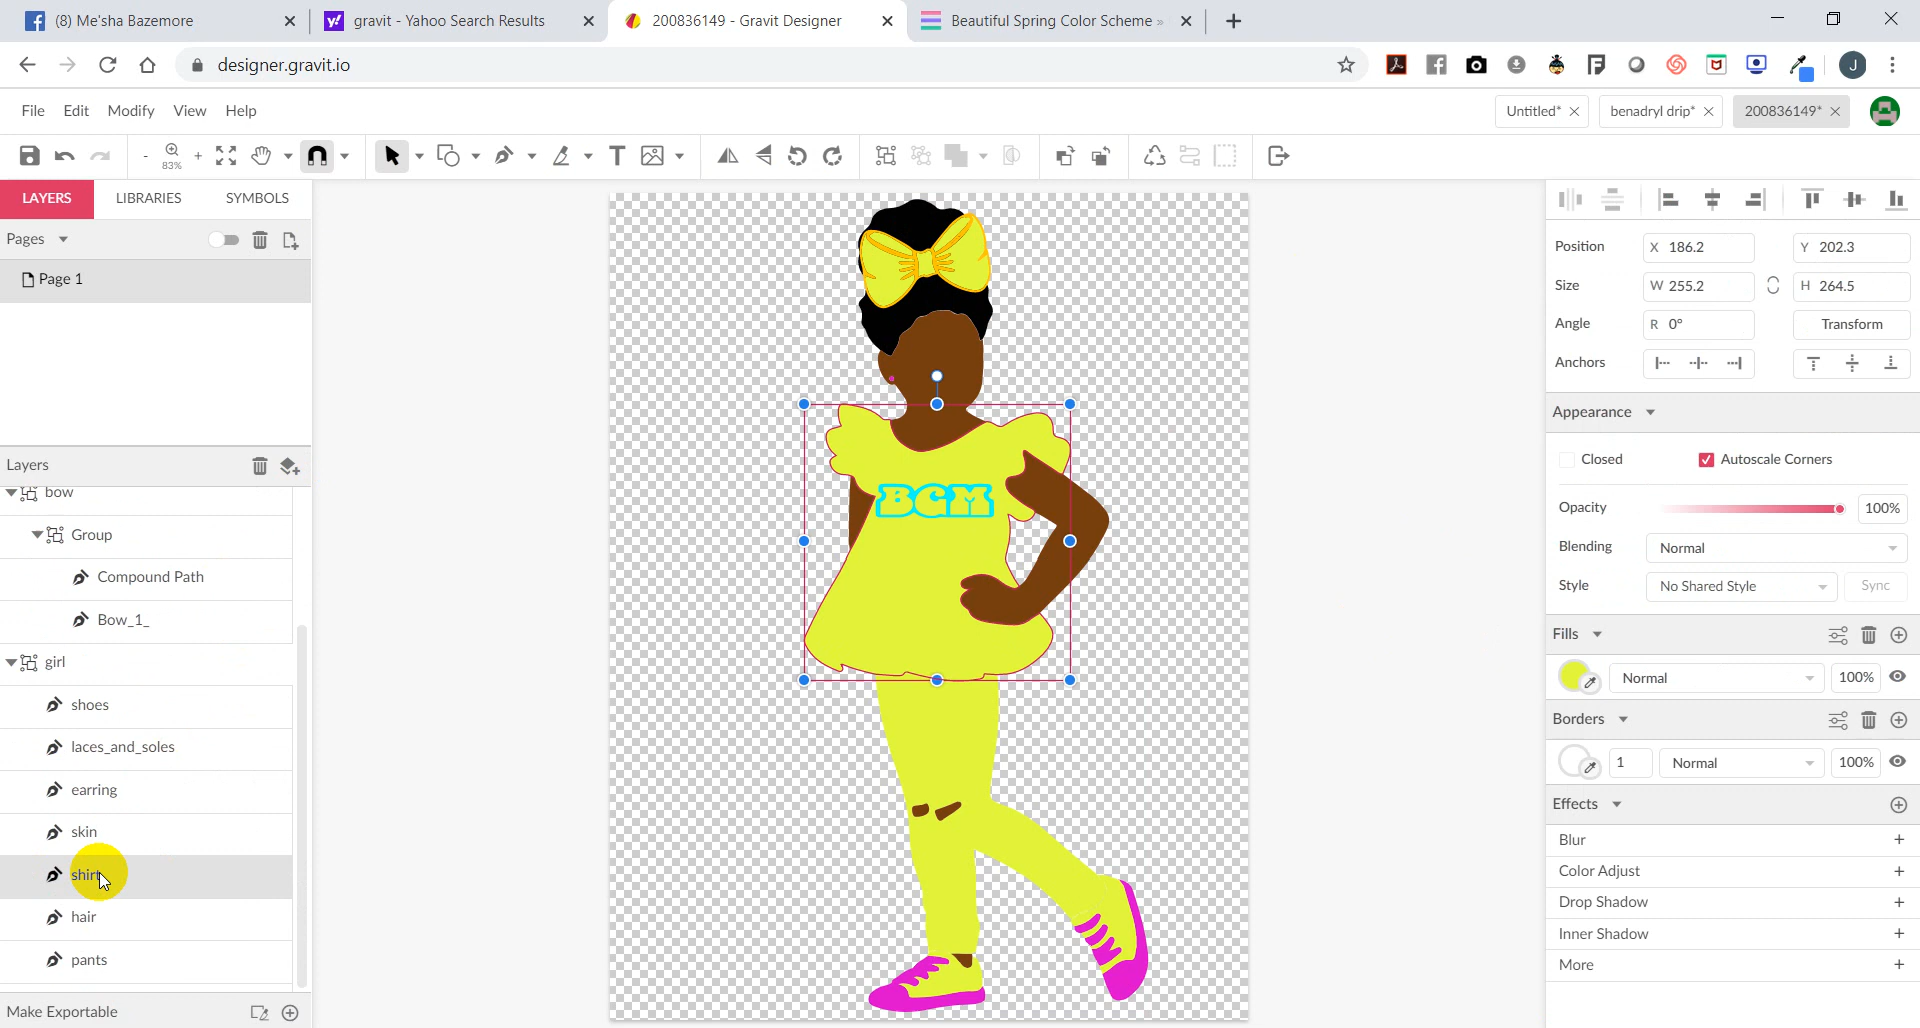 (8) Me'sha Bazemore
gravit - Yahoo Search Results
200836149 - Gravit Designer
Beautiful Spring Color Scheme »
designer.gravit.io
J
File Edit Modify View Help
Untitled*
benadryl drip*
200836149*
- 83% +
LAYERS LIBRARIES SYMBOLS
Pages
Page 1
Layers
bow
Group
Compound Path
Bow_1_
girl
shoes
laces_and_soles
earring
skin
shirt
hair
pants
Make Exportable
BGM
Position X 186.2 Y 202.3
Size W 255.2 H 264.5
Angle R 0° Transform
Anchors
Appearance
Closed Autoscale Corners
Opacity 100%
Blending Normal
Style No Shared Style Sync
Fills
Normal 100%
Borders
1 Normal 100%
Effects
Blur +
Color Adjust +
Drop Shadow +
Inner Shadow +
More +